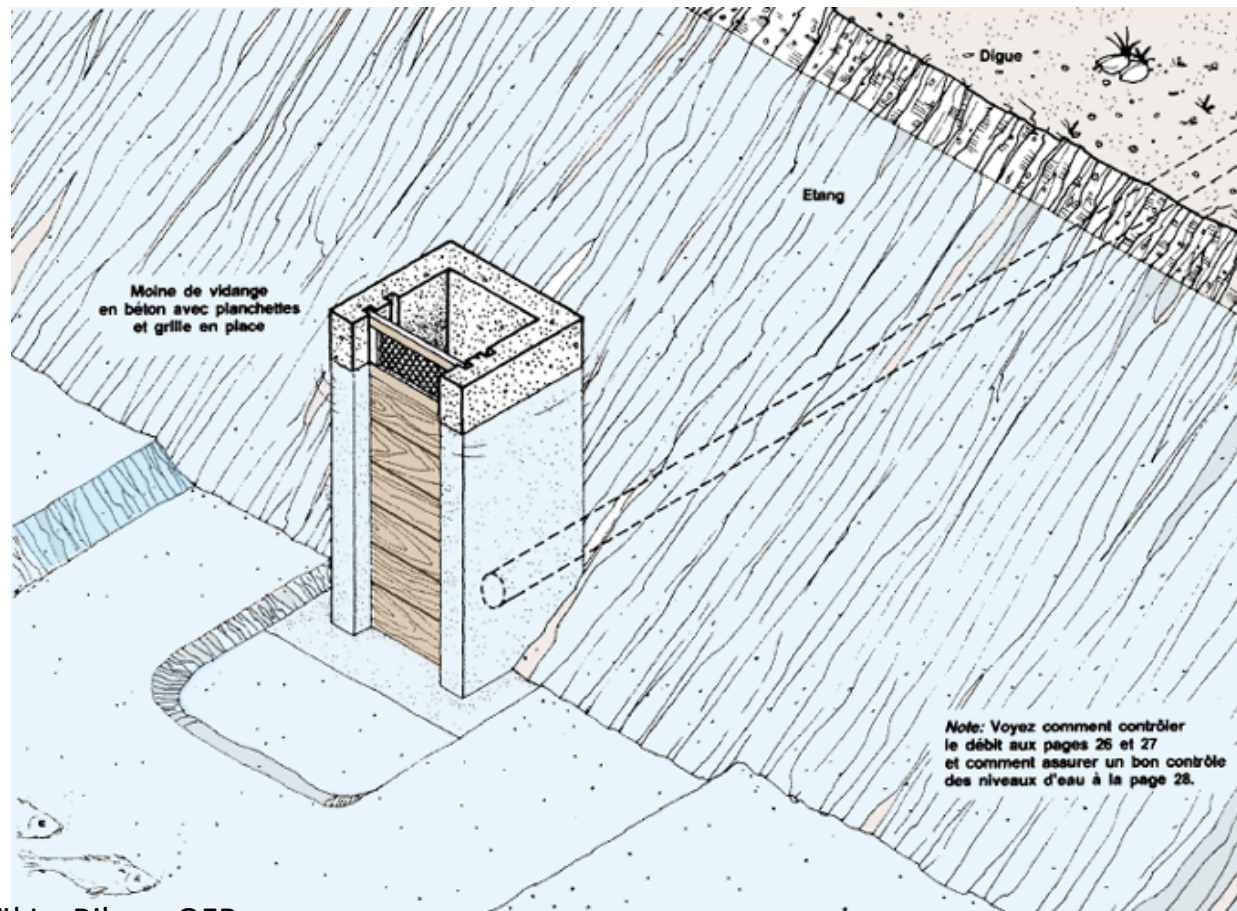 Digue
Etang
Moine de vidange
en béton avec planchettes
et grille en place
Note: Voyez comment contrôler
le débit aux pages 26 et 27
et comment assurer un bon contrôle
des niveaux d'eau à la page 28.